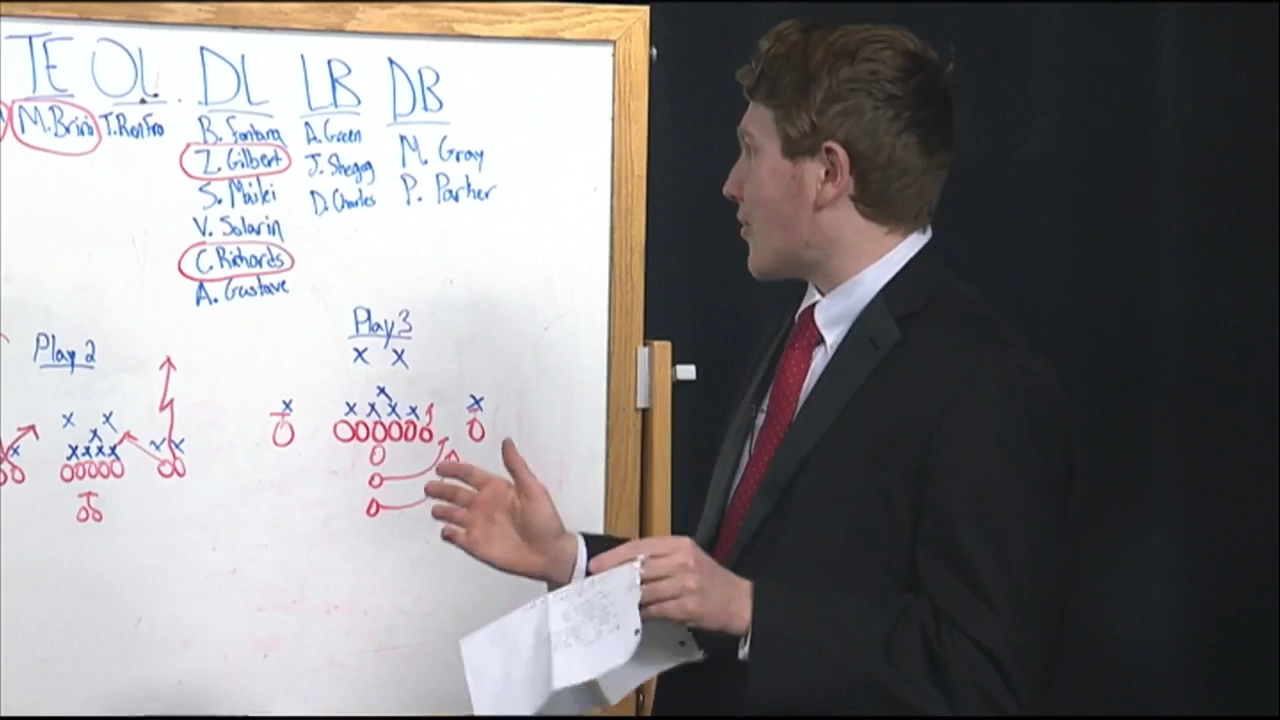 TE OL DL LB DB
M. Brino T. Renfro
B. Fontana
Z. Gilbert
S. Mailei
V. Solarin
C. Richards
A. Gustave
A. Green
J. Shegog
D. Charles
M. Gray
P. Parker
Play 2
Play 3